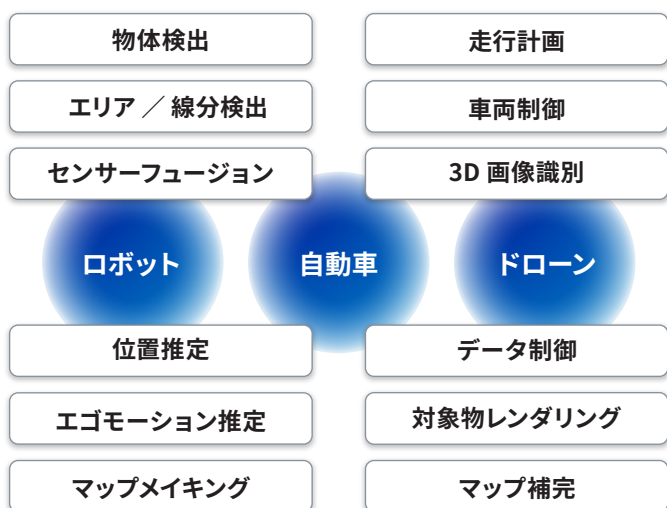 物体検出
走行計画
エリア ／ 線分検出
車両制御
センサーフュージョン
3D 画像識別
ロボット
自動車
ドローン
位置推定
データ制御
エゴモーション推定
対象物レンダリング
マップメイキング
マップ補完